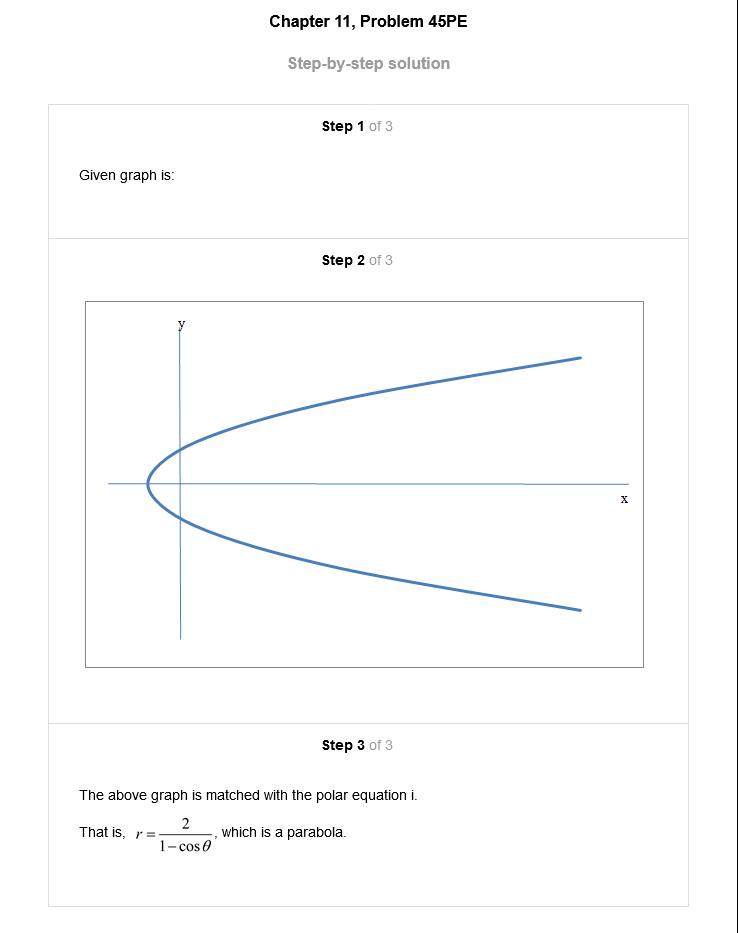 Chapter 11, Problem 45PE
Step-by-step solution
Step 1 of 3
Given graph is:
Step 2 of 3
y
x
Step 3 of 3
The above graph is matched with the polar equation i.
That is, r = 2 / (1 − cos θ), which is a parabola.